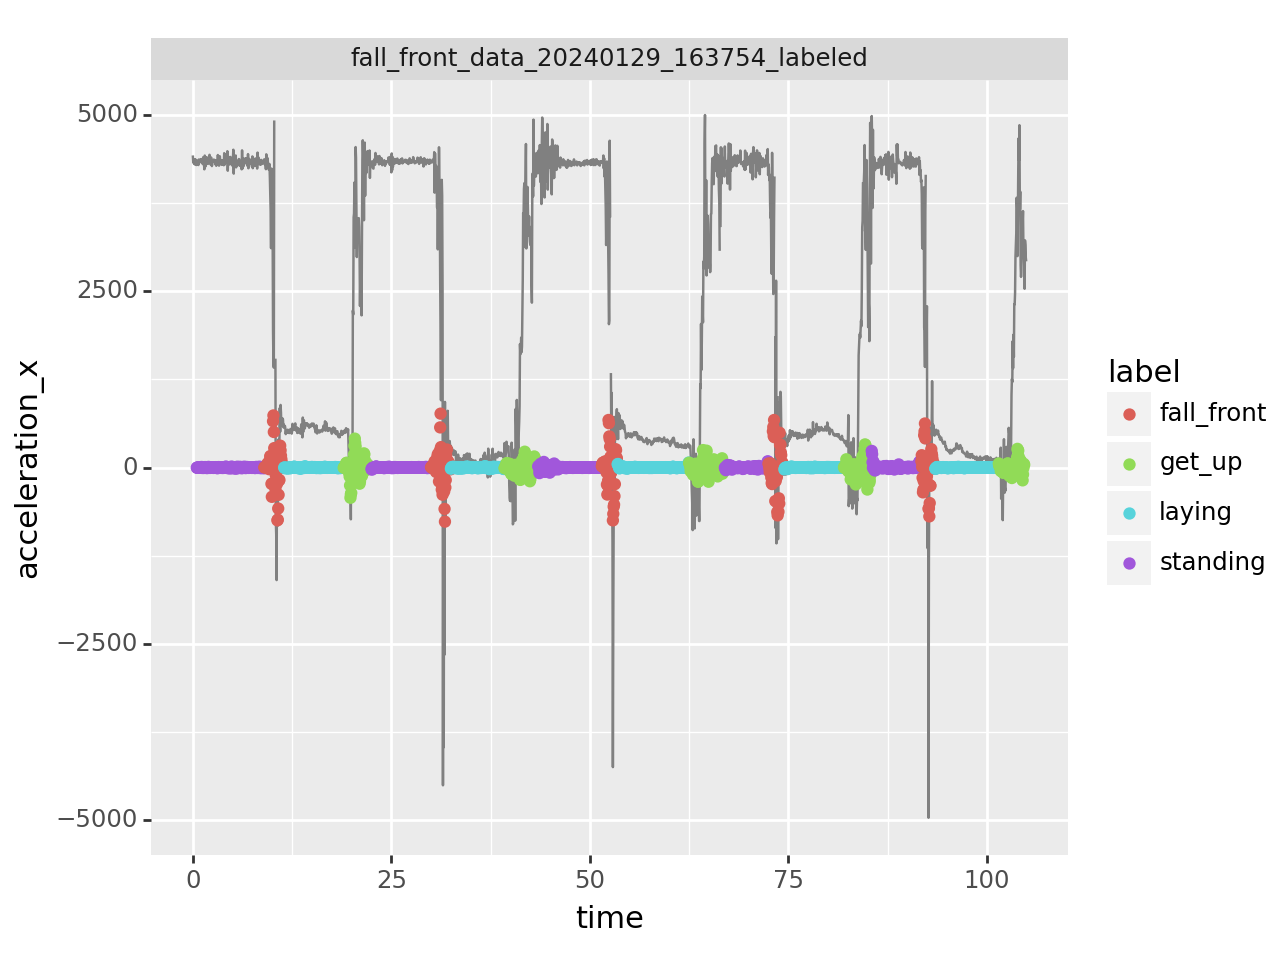 fall_front_data_20240129_163754_labeled
5000
2500
0
−2500
−5000
acceleration_x
0 25 50 75 100
time
label
fall_front
get_up
laying
standing